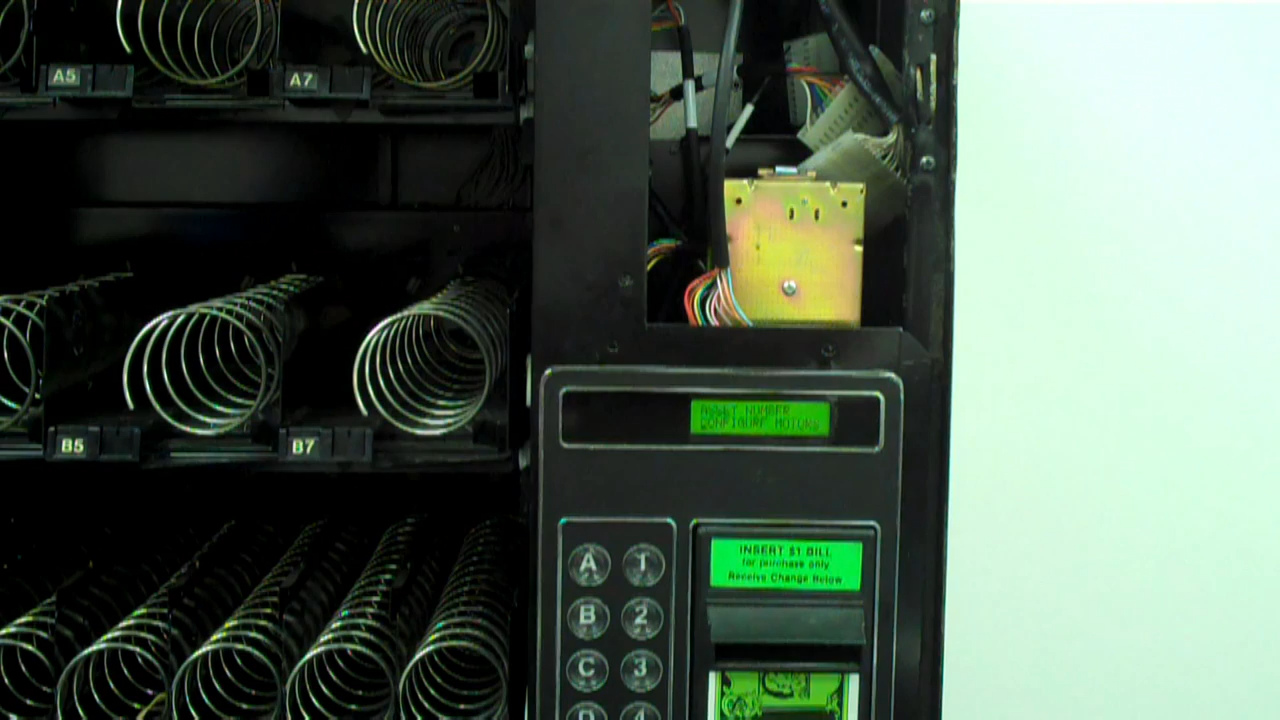 A5
A7
B5
B7
ASSET NUMBER
CONFIGURE MOTORS
INSERT $1 BILL
for purchase only
Receive Change Below
A 1
B 2
C 3
D 4